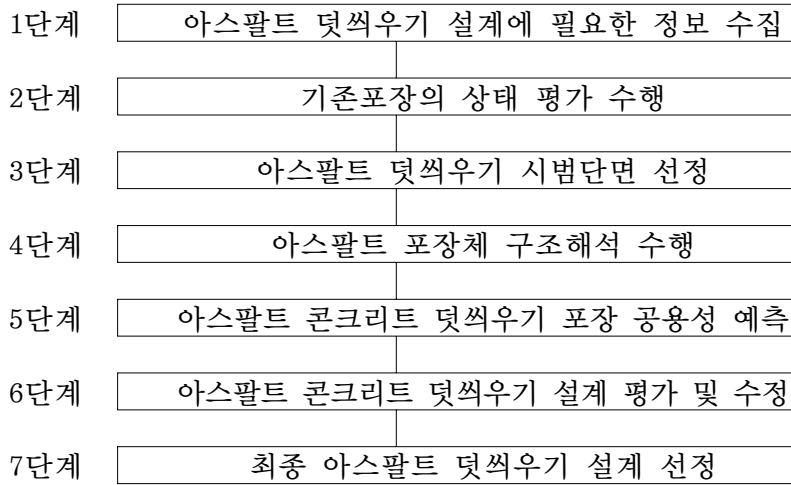 1단계 아스팔트 덧씌우기 설계에 필요한 정보 수집
2단계 기존포장의 상태 평가 수행
3단계 아스팔트 덧씌우기 시범단면 선정
4단계 아스팔트 포장체 구조해석 수행
5단계 아스팔트 콘크리트 덧씌우기 포장 공용성 예측
6단계 아스팔트 콘크리트 덧씌우기 설계 평가 및 수정
7단계 최종 아스팔트 덧씌우기 설계 선정